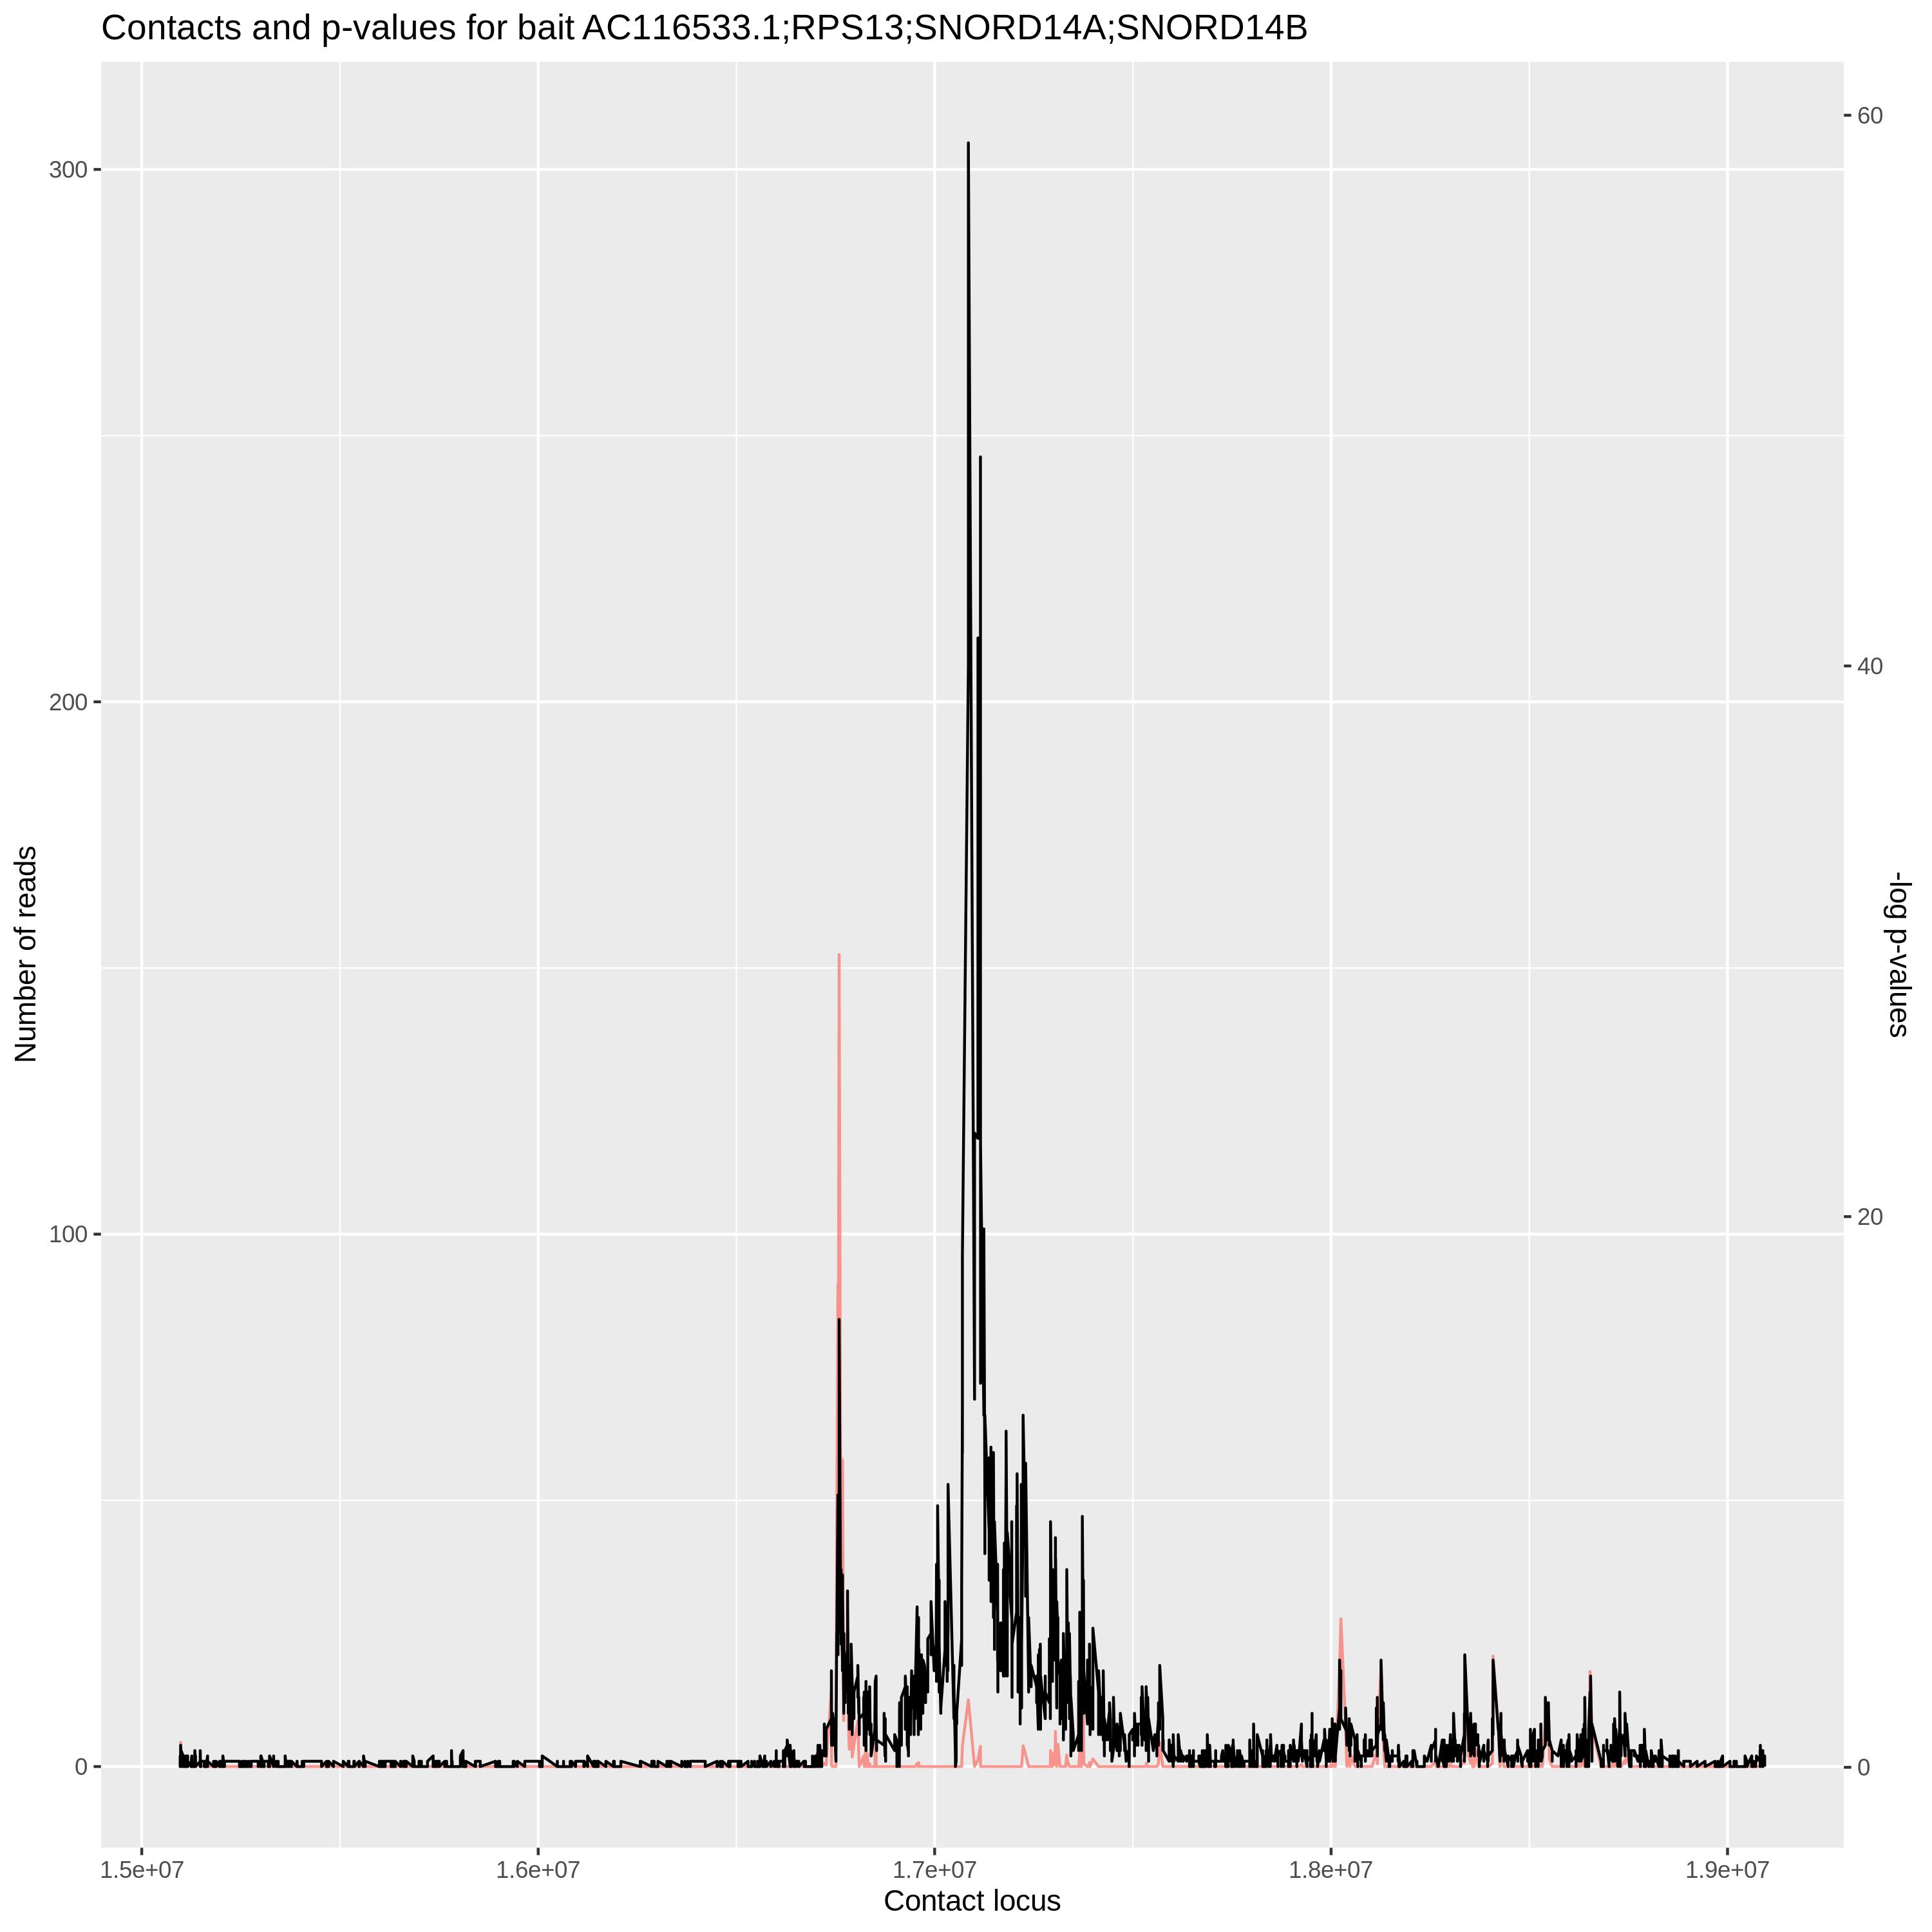 Contacts and p-values for bait AC116533.1;RPS13;SNORD14A;SNORD14B
300
200
100
0
Number of reads
60
40
20
0
-log p-values
1.5e+07
1.6e+07
1.7e+07
1.8e+07
1.9e+07
Contact locus